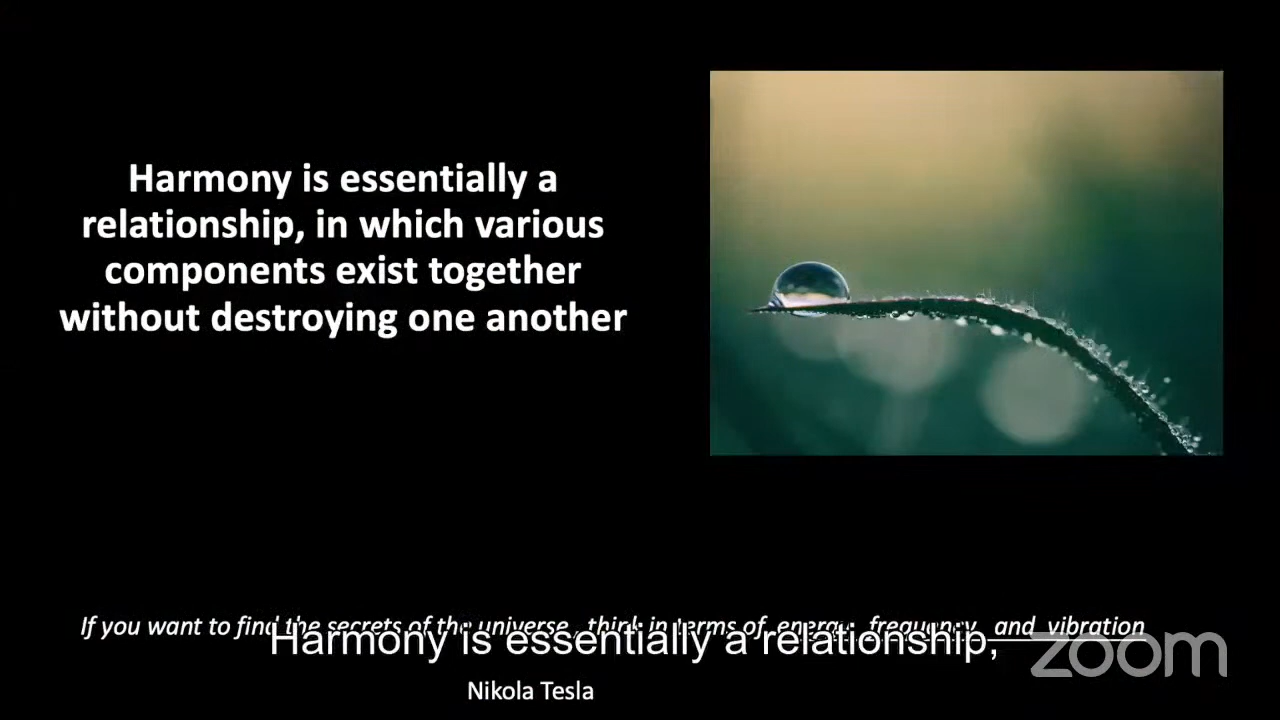 Harmony is essentially a
relationship, in which various
components exist together
without destroying one another
If you want to find the secrets of the universe, think in terms of energy, frequency and vibration
Harmony is essentially a relationship,
zoom
Nikola Tesla